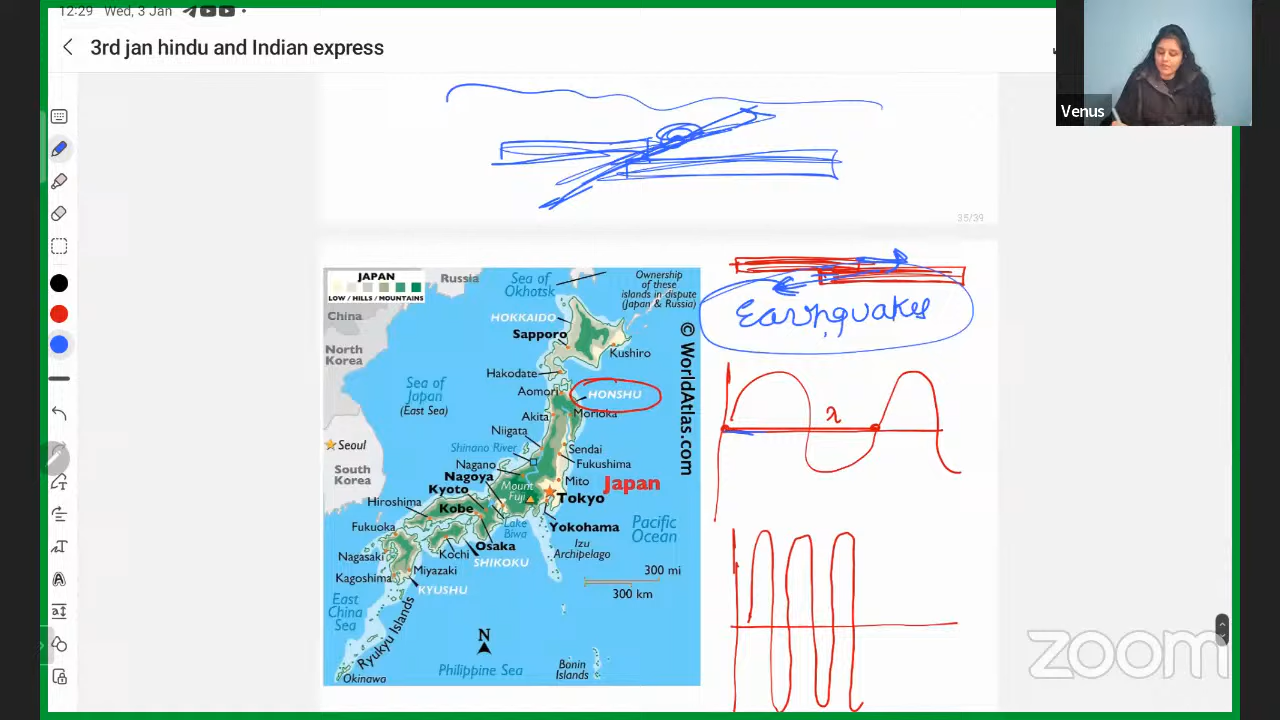 12:29 Wed, 3 Jan
3rd jan hindu and Indian express
Venus
35/39
JAPAN
LOW / HILLS / MOUNTAINS
Russia
Sea of
Okhotsk
Ownership
of these
islands in dispute
(Japan & Russia)
China
HOKKAIDO
Sapporo
Kushiro
North
Korea
Hakodate
Sea of
Japan
(East Sea)
Aomori
HONSHU
Akita
Morioka
Niigata
Seoul
Shinano River
Sendai
Nagano
Fukushima
South
Korea
Nagoya
Mount
Fuji
Mito
Japan
Kyoto
Tokyo
Hiroshima
Kobe
Fukuoka
Lake
Biwa
Yokohama
Pacific
Ocean
Osaka
Izu
Archipelago
Nagasaki
Kochi
SHIKOKU
Miyazaki
300 mi
Kagoshima
KYUSHU
300 km
East
China
Sea
Ryukyu Islands
N
Philippine Sea
Bonin
Islands
Okinawa
© WorldAtlas.com
Earhquakes
λ
zoom